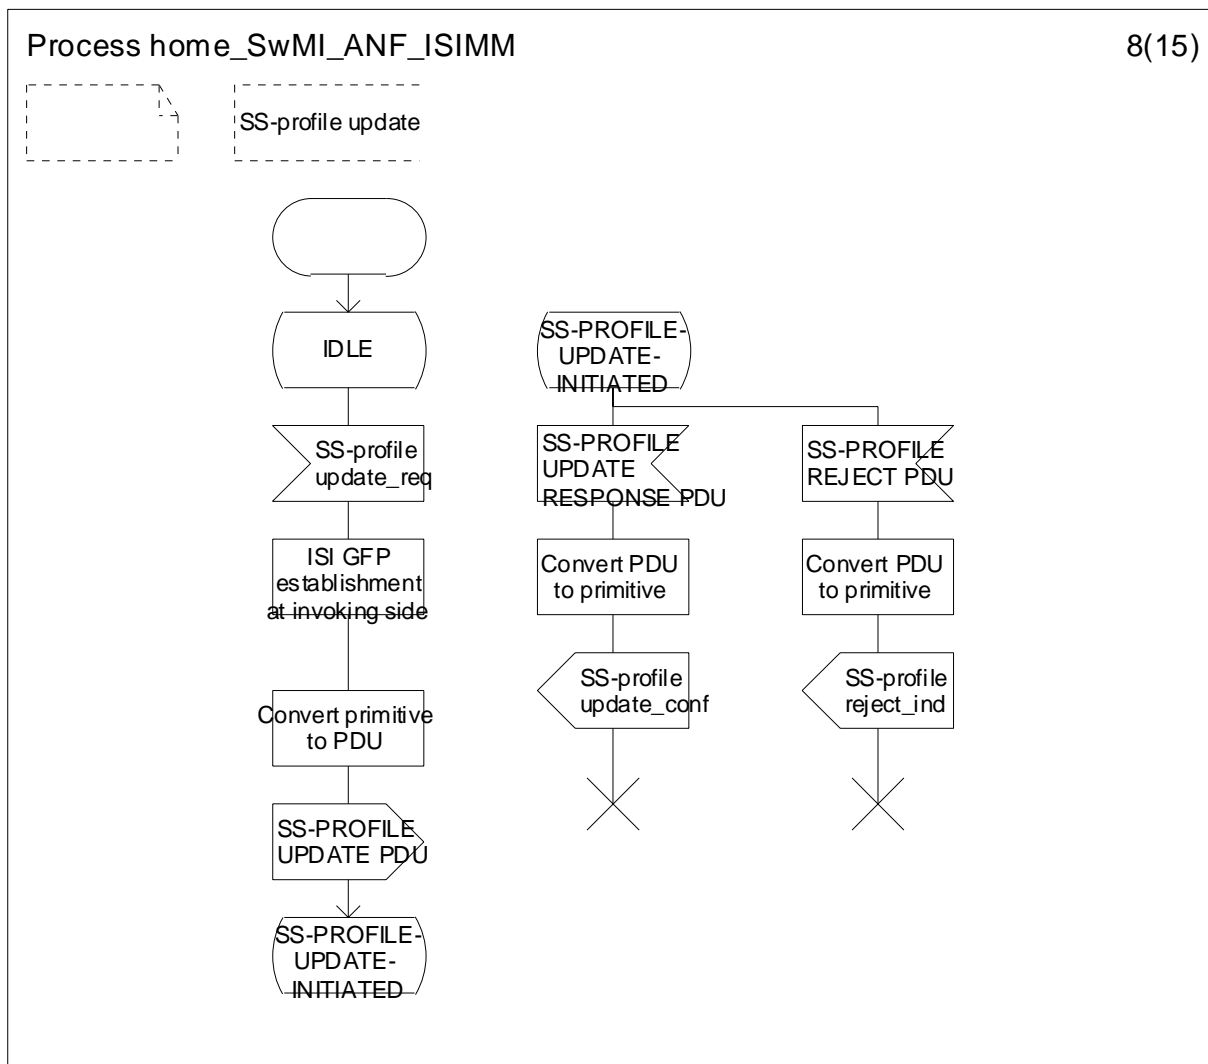 Process home_SwMI_ANF_ISIMM
8(15)
SS-profile update
IDLE
SS-profile
update_req
ISI GFP
establishment
at invoking side
Convert primitive
to PDU
SS-PROFILE
UPDATE PDU
SS-PROFILE-
UPDATE-
INITIATED
SS-PROFILE-
UPDATE-
INITIATED
SS-PROFILE
UPDATE
RESPONSE PDU
Convert PDU
to primitive
SS-profile
update_conf
SS-PROFILE
REJECT PDU
Convert PDU
to primitive
SS-profile
reject_ind